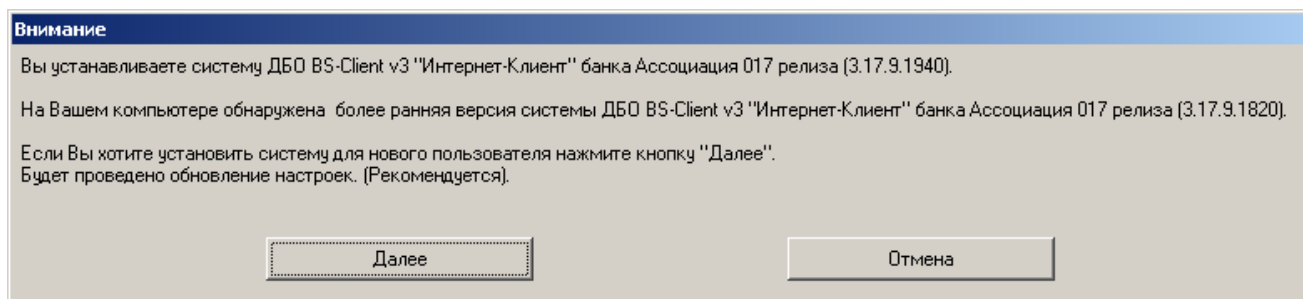 Внимание
Вы устанавливаете систему ДБО BS-Client v3 "Интернет-Клиент" банка Ассоциация 017 релиза (3.17.9.1940).
На Вашем компьютере обнаружена  более ранняя версия системы ДБО BS-Client v3 "Интернет-Клиент" банка Ассоциация 017 релиза (3.17.9.1820).
Если Вы хотите установить систему для нового пользователя нажмите кнопку "Далее".
Будет проведено обновление настроек. (Рекомендуется).
Далее
Отмена